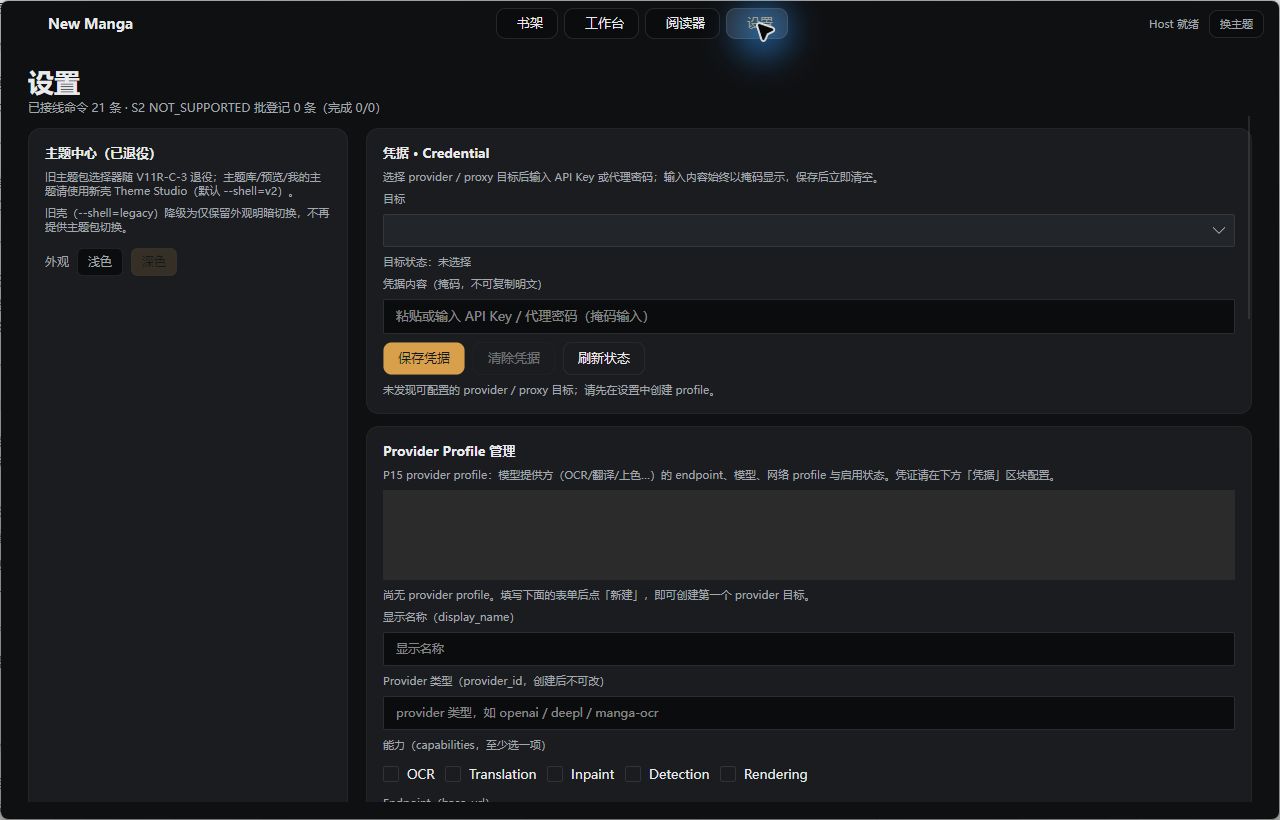 New Manga
书架
工作台
阅读器
设置
Host 就绪
换主题
设置
已接线命令 21 条 · S2 NOT_SUPPORTED 批登记 0 条（完成 0/0）
主题中心（已退役）
旧主题包选择器随 V11R-C-3 退役；主题库/预览/我的主
题请使用新壳 Theme Studio（默认 --shell=v2）。
旧壳（--shell=legacy）降级为仅保留外观明暗切换，不再
提供主题包切换。
外观
浅色
深色
凭据 • Credential
选择 provider / proxy 目标后输入 API Key 或代理密码；输入内容始终以掩码显示，保存后立即清空。
目标
目标状态：未选择
凭据内容（掩码，不可复制明文）
粘贴或输入 API Key / 代理密码（掩码输入）
保存凭据
清除凭据
刷新状态
未发现可配置的 provider / proxy 目标；请先在设置中创建 profile。
Provider Profile 管理
P15 provider profile：模型提供方（OCR/翻译/上色...）的 endpoint、模型、网络 profile 与启用状态。凭证请在下方「凭据」区块配置。
尚无 provider profile。填写下面的表单后点「新建」，即可创建第一个 provider 目标。
显示名称（display_name）
显示名称
Provider 类型（provider_id，创建后不可改）
provider 类型，如 openai / deepl / manga-ocr
能力（capabilities，至少选一项）
OCR
Translation
Inpaint
Detection
Rendering
Endpoint（base_url）